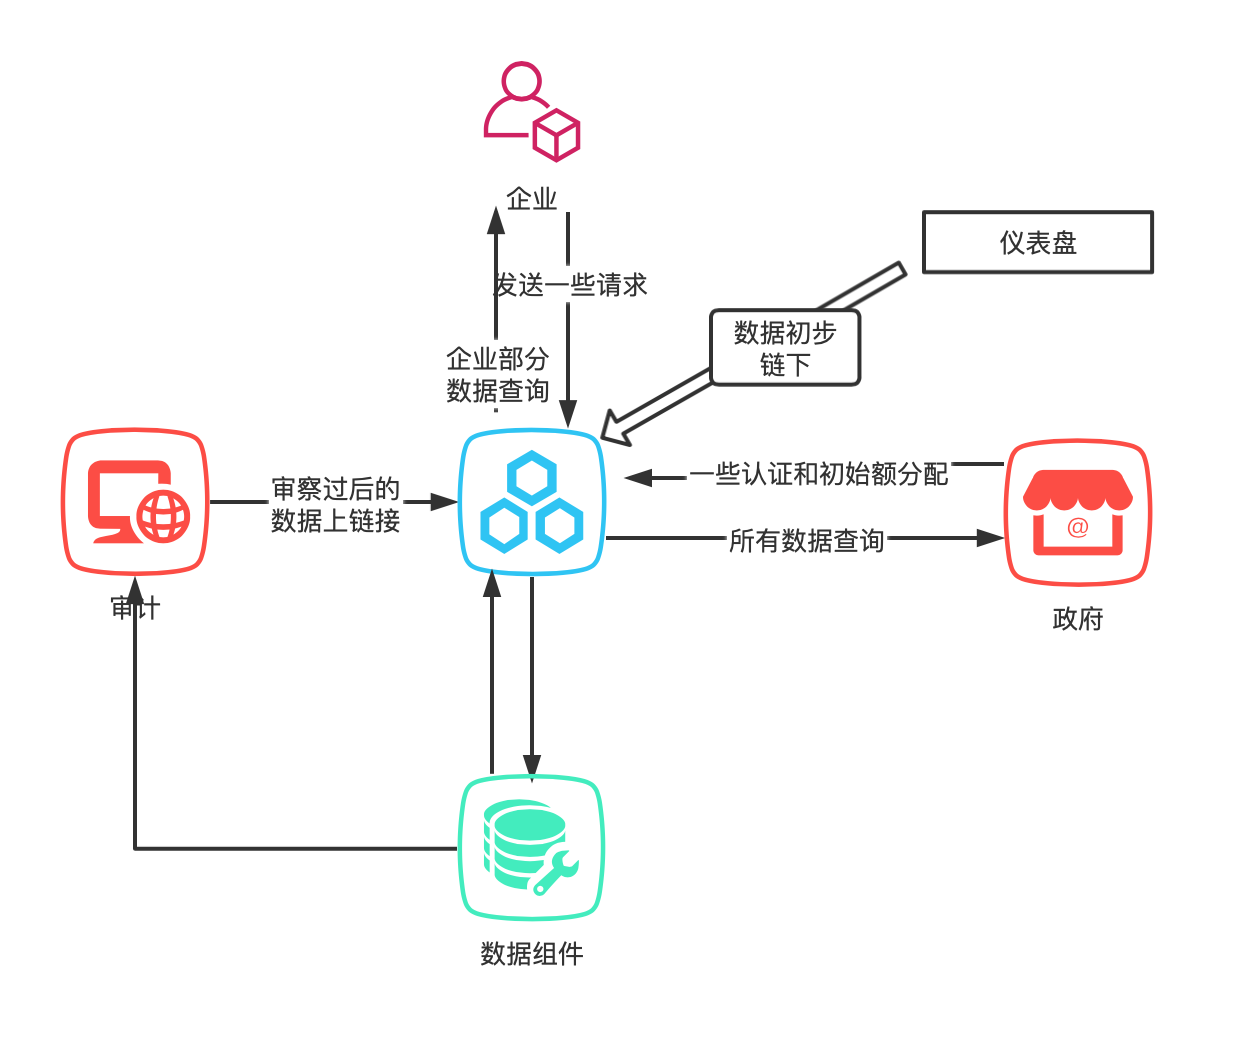 企业
仪表盘
发送一些请求
数据初步
链下
企业部分
数据查询
一些认证和初始额分配
审察过后的
数据上链接
所有数据查询
@
审计
政府
数据组件